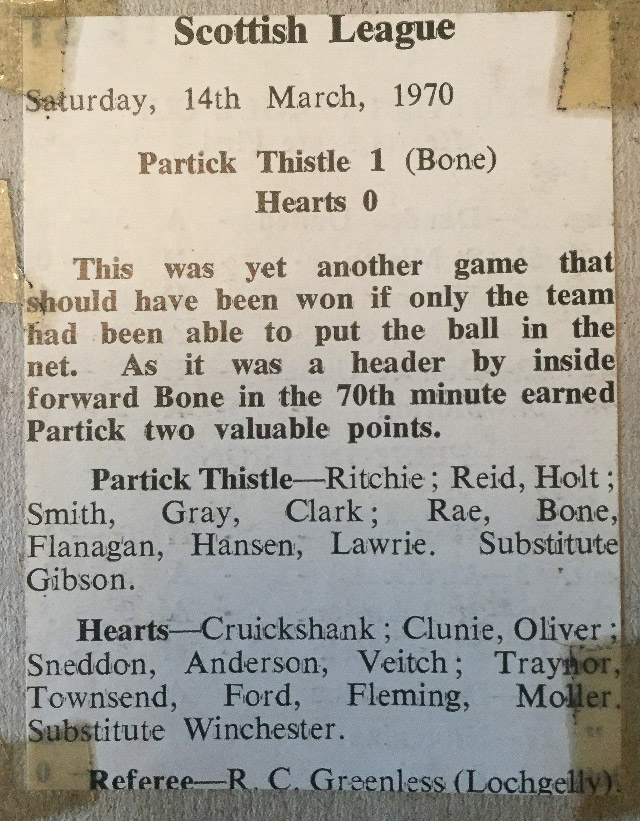 Scottish League
Saturday, 14th March, 1970
Partick Thistle 1 (Bone)
Hearts 0
This was yet another game that
should have been won if only the team
had been able to put the ball in the
net. As it was a header by inside
forward Bone in the 70th minute earned
Partick two valuable points.
Partick Thistle—Ritchie; Reid, Holt;
Smith, Gray, Clark; Rae, Bone,
Flanagan, Hansen, Lawrie. Substitute
Gibson.
Hearts—Cruickshank; Clunie, Oliver;
Sneddon, Anderson, Veitch; Traynor,
Townsend, Ford, Fleming, Moller.
Substitute Winchester.
Referee—R. C. Greenless (Lochgelly).